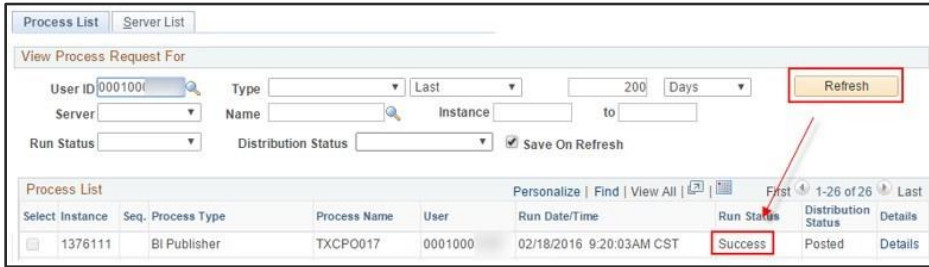 Process List Server List
View Process Request For
User ID 0001000 Type Last 200 Days Refresh
Server Name Instance to
Run Status Distribution Status Save On Refresh
Process List Personalize | Find | View All | First 1-26 of 26 Last
Select Instance Seq. Process Type Process Name User Run Date/Time Run Status Distribution Status Details
1376111 BI Publisher TXCPO017 0001000 02/18/2016 9:20:03AM CST Success Posted Details